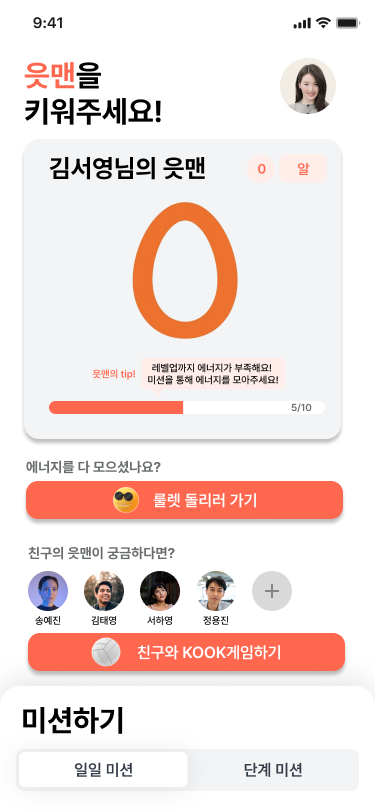 9:41
웃맨을
키워주세요!
김서영님의 웃맨
0
알
웃맨의 tip!
레벨업까지 에너지가 부족해요!
미션을 통해 에너지를 모아주세요!
5/10
에너지를 다 모으셨나요?
룰렛 돌리러 가기
친구의 웃맨이 궁금하다면?
송예진
김태영
서하영
정용진
친구와 KOOK게임하기
미션하기
일일 미션
단계 미션